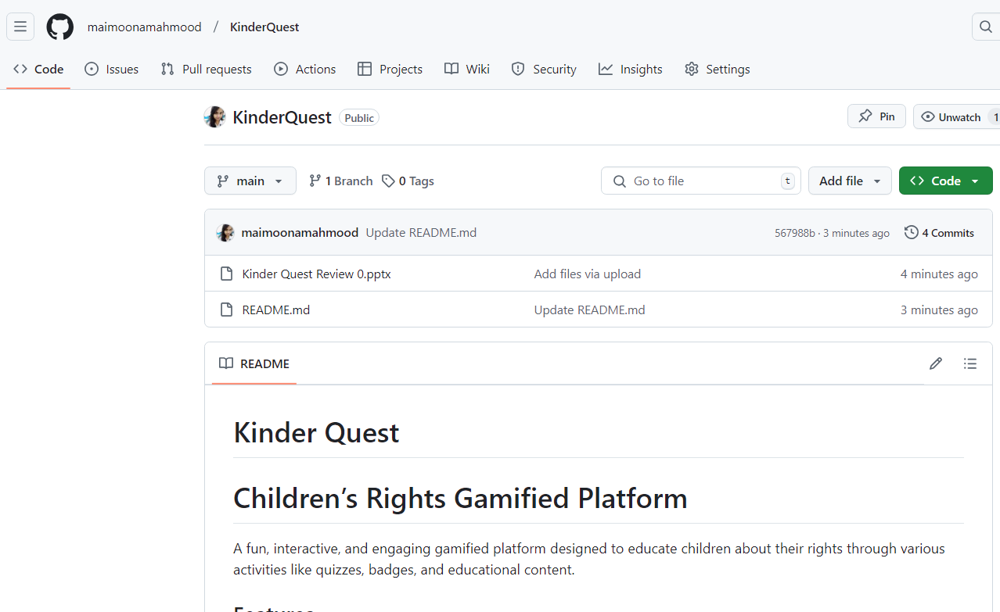 maimoonamahmood / KinderQuest
Code Issues Pull requests Actions Projects Wiki Security Insights Settings
KinderQuest Public Pin Unwatch 1
main 1 Branch 0 Tags Go to file t Add file Code
maimoonamahmood Update README.md 567988b · 3 minutes ago 4 Commits
Kinder Quest Review 0.pptx Add files via upload 4 minutes ago
README.md Update README.md 3 minutes ago
README
Kinder Quest
Children’s Rights Gamified Platform
A fun, interactive, and engaging gamified platform designed to educate children about their rights through various
activities like quizzes, badges, and educational content.
Features